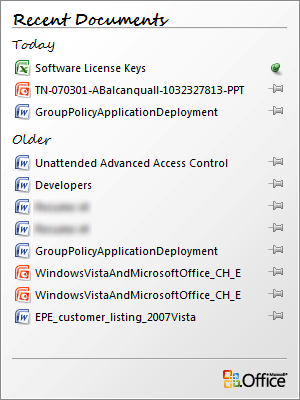 Recent Documents
Today
Software License Keys
TN-070301-ABalcanquall-1032327813-PPT
GroupPolicyApplicationDeployment
Older
Unattended Advanced Access Control
Developers
GroupPolicyApplicationDeployment
WindowsVistaAndMicrosoftOffice_CH_E
WindowsVistaAndMicrosoftOffice_CH_E
EPE_customer_listing_2007Vista
Microsoft
Office